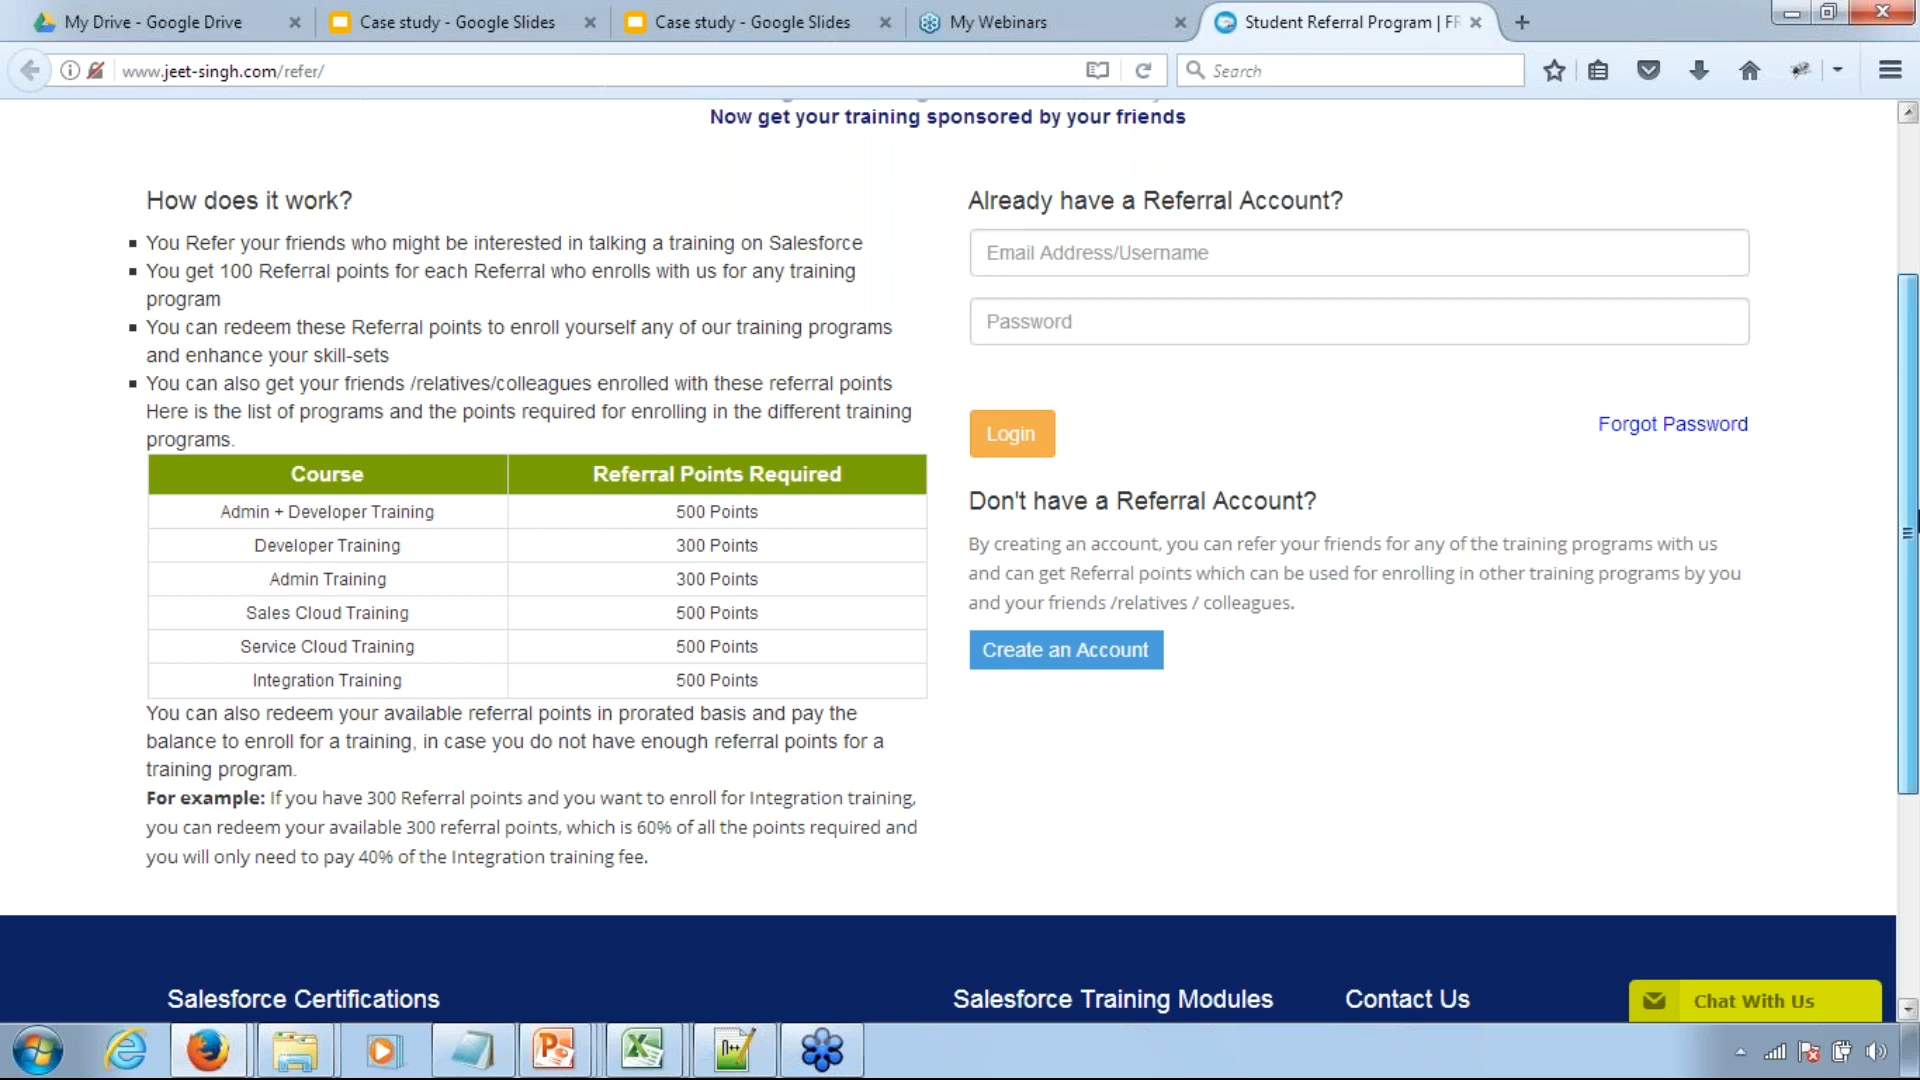 My Drive - Google Drive
Case study - Google Slides
Case study - Google Slides
My Webinars
Student Referral Program | FR
www.jeet-singh.com/refer/
Search
Now get your training sponsored by your friends
How does it work?
You Refer your friends who might be interested in talking a training on Salesforce
You get 100 Referral points for each Referral who enrolls with us for any training
program
You can redeem these Referral points to enroll yourself any of our training programs
and enhance your skill-sets
You can also get your friends /relatives/colleagues enrolled with these referral points
Here is the list of programs and the points required for enrolling in the different training
programs.
Course Referral Points Required
Admin + Developer Training 500 Points
Developer Training 300 Points
Admin Training 300 Points
Sales Cloud Training 500 Points
Service Cloud Training 500 Points
Integration Training 500 Points
You can also redeem your available referral points in prorated basis and pay the
balance to enroll for a training, in case you do not have enough referral points for a
training program.
For example: If you have 300 Referral points and you want to enroll for Integration training,
you can redeem your available 300 referral points, which is 60% of all the points required and
you will only need to pay 40% of the Integration training fee.
Already have a Referral Account?
Email Address/Username
Password
Login
Forgot Password
Don't have a Referral Account?
By creating an account, you can refer your friends for any of the training programs with us
and can get Referral points which can be used for enrolling in other training programs by you
and your friends /relatives / colleagues.
Create an Account
Salesforce Certifications
Salesforce Training Modules
Contact Us
Chat With Us